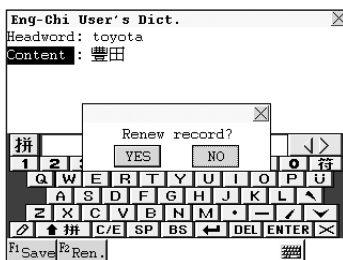 Eng-Chi User's Dict.
Headword: toyota
Content : 豐田
Renew record?
YES NO
拼
1 2 0 符
Q W E R T Y U I O P Ü
A S D F G H J K L
Z X C V B N M • —
拼 C/E SP BS DEL ENTER
F1 Save F2 Ren.